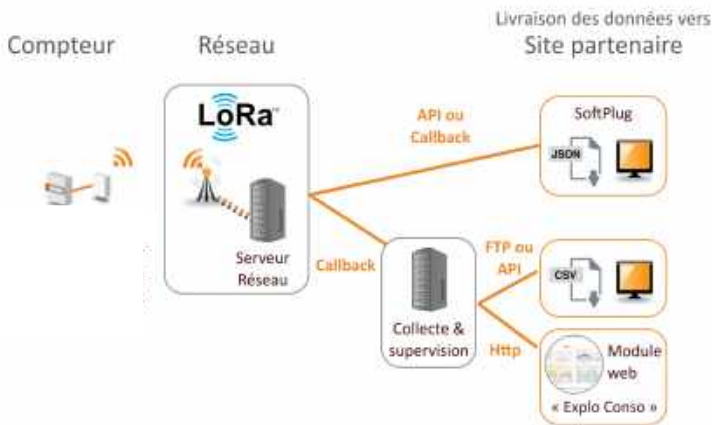 Livraison des données vers
Compteur
Réseau
Site partenaire
LoRa™
API ou
Callback
SoftPlug
JSON
Serveur
Réseau
Callback
FTP ou
API
CSV
Collecte &
supervision
Http
Module
web
« Explo Conso »